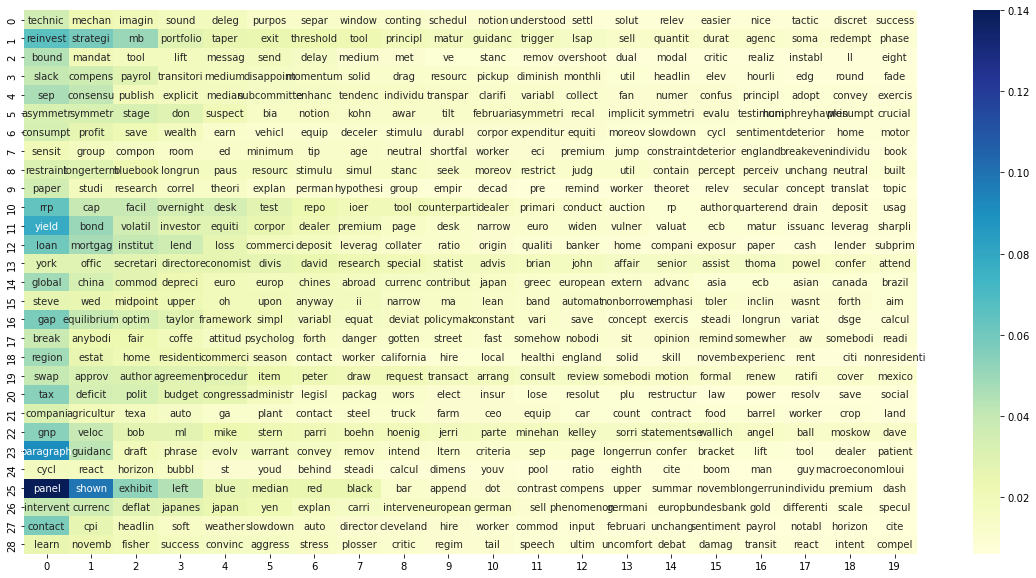 0 technic mechan imagin sound deleg purpos separ window conting schedul notion understood settl solut relev easier nice tactic discret success 0.14
1 reinvest strategi mb portfolio taper exit threshold tool principl matur guidanc trigger lsap sell quantit durat agenc soma redempt phase
2 bound mandat tool lift messag send delay medium met ve stanc remov overshoot dual modal critic realiz instabl ll eight
3 slack compens payrol transitori medium disappoint momentum solid drag resourc pickup diminish monthli util headlin elev hourli edg round fade 0.12
4 sep consensu publish explicit median subcommitte enhanc tendenc individu transpar clarifi variabl collect fan numer confus principl adopt convey exercis
5 asymmetr symmetr stage don suspect bia notion kohn awar tilt februari asymmetri recal implicit symmetri evalu testimoni humphreyhawkin presumpt crucial
6 consumpt profit save wealth earn vehicl equip deceler stimulu durabl corpor expenditur equiti moreov slowdown cycl sentiment deterior home motor
7 sensit group compon room ed minimum tip age neutral shortfal worker eci premium jump constraint deterior england breakeven individu book 0.10
8 restraint longerterm bluebook longrun paus resourc stimulu simul stanc seek moreov restrict judg util contain percept perceiv unchang neutral built
9 paper studi research correl theori explan perman hypothesi group empir decad pre remind worker theoret relev secular concept translat topic
10 rrp cap facil overnight desk test repo ioer tool counterparti dealer primari conduct auction rp author quarterend drain deposit usag
11 yield bond volatil investor equiti corpor dealer premium page desk narrow euro widen vulner valuat ecb matur issuanc leverag sharpli 0.08
12 loan mortgag institut lend loss commerci deposit leverag collater ratio origin qualiti banker home compani exposur paper cash lender subprim
13 york offic secretari director economist divis david research special statist advis brian john affair senior assist thoma powel confer attend
14 global china commod depreci euro europ chines abroad currenc contribut japan greec european extern advanc asia ecb asian canada brazil
15 steve wed midpoint upper oh upon anyway ii narrow ma lean band automat nonborrow emphasi toler inclin wasnt forth aim 0.06
16 gap equilibrium optim taylor framework simpl variabl equat deviat policymak constant vari save concept exercis steadi longrun variat dsge calcul
17 break anybodi fair coffe attitud psycholog forth danger gotten street fast somehow nobodi sit opinion remind somewher aw somebodi readi
18 region estat home residenti commerci season contact worker california hire local healthi england solid skill novemb experienc rent citi nonresidenti
19 swap approv author agreement procedur item peter draw request transact arrang consult review somebodi motion formal renew ratifi cover mexico 0.04
20 tax deficit polit budget congress administr legisl packag wors elect insur lose resolut plu restructur law power resolv save social
21 compani agricultur texa auto ga plant contact steel truck farm ceo equip car count contract food barrel worker crop land
22 gnp veloc bob ml mike stern parri boehn hoenig jerri parte minehan kelley sorri statementse wallich angel ball moskow dave
23 paragraph guidanc draft phrase evolv warrant convey remov intend ltern criteria sep page longerrun confer bracket lift tool dealer patient
24 cycl react horizon bubbl st youd behind steadi calcul dimens youv pool ratio eighth cite boom man guy macroeconom loui 0.02
25 panel shown exhibit left blue median red black bar append dot contrast compens upper summar novemb longerrun individu premium dash
26 intervent currenc deflat japanes japan yen explan carri interven european german sell phenomenon germani europ bundesbank gold differenti scale specul
27 contact cpi headlin soft weather slowdown auto director cleveland hire worker commod input februari unchang sentiment payrol notabl horizon cite
28 learn novemb fisher success convinc aggress stress plosser critic regim tail speech ultim uncomfort debat damag transit react intent compel
0 1 2 3 4 5 6 7 8 9 10 11 12 13 14 15 16 17 18 19